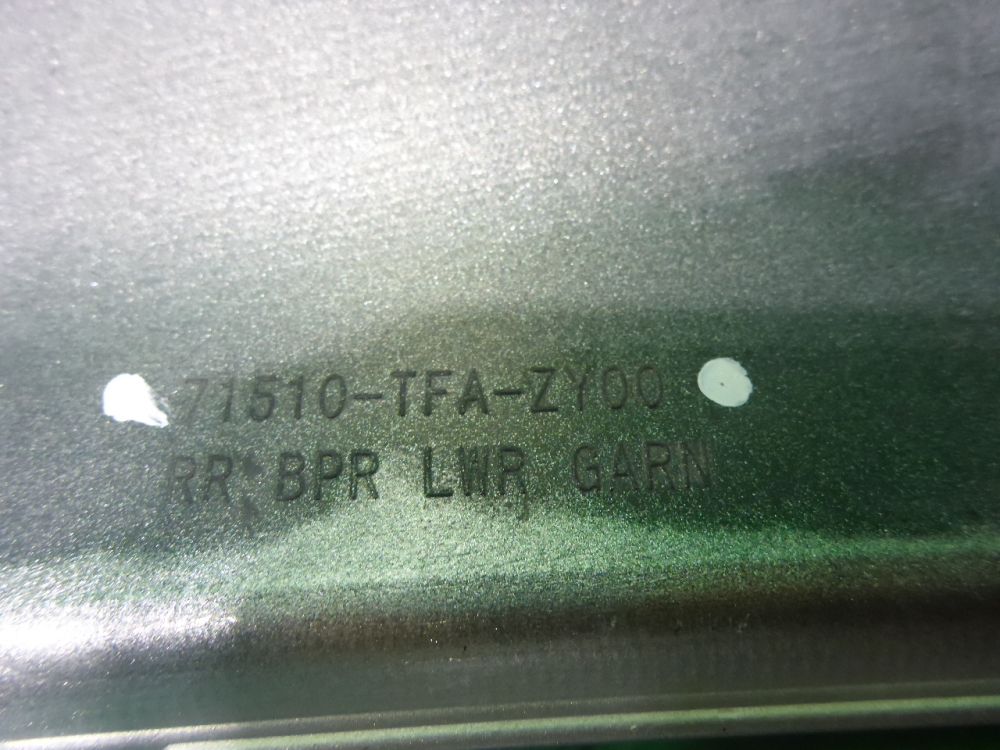 71510-TFA-ZY00
RR BPR LWR GARN